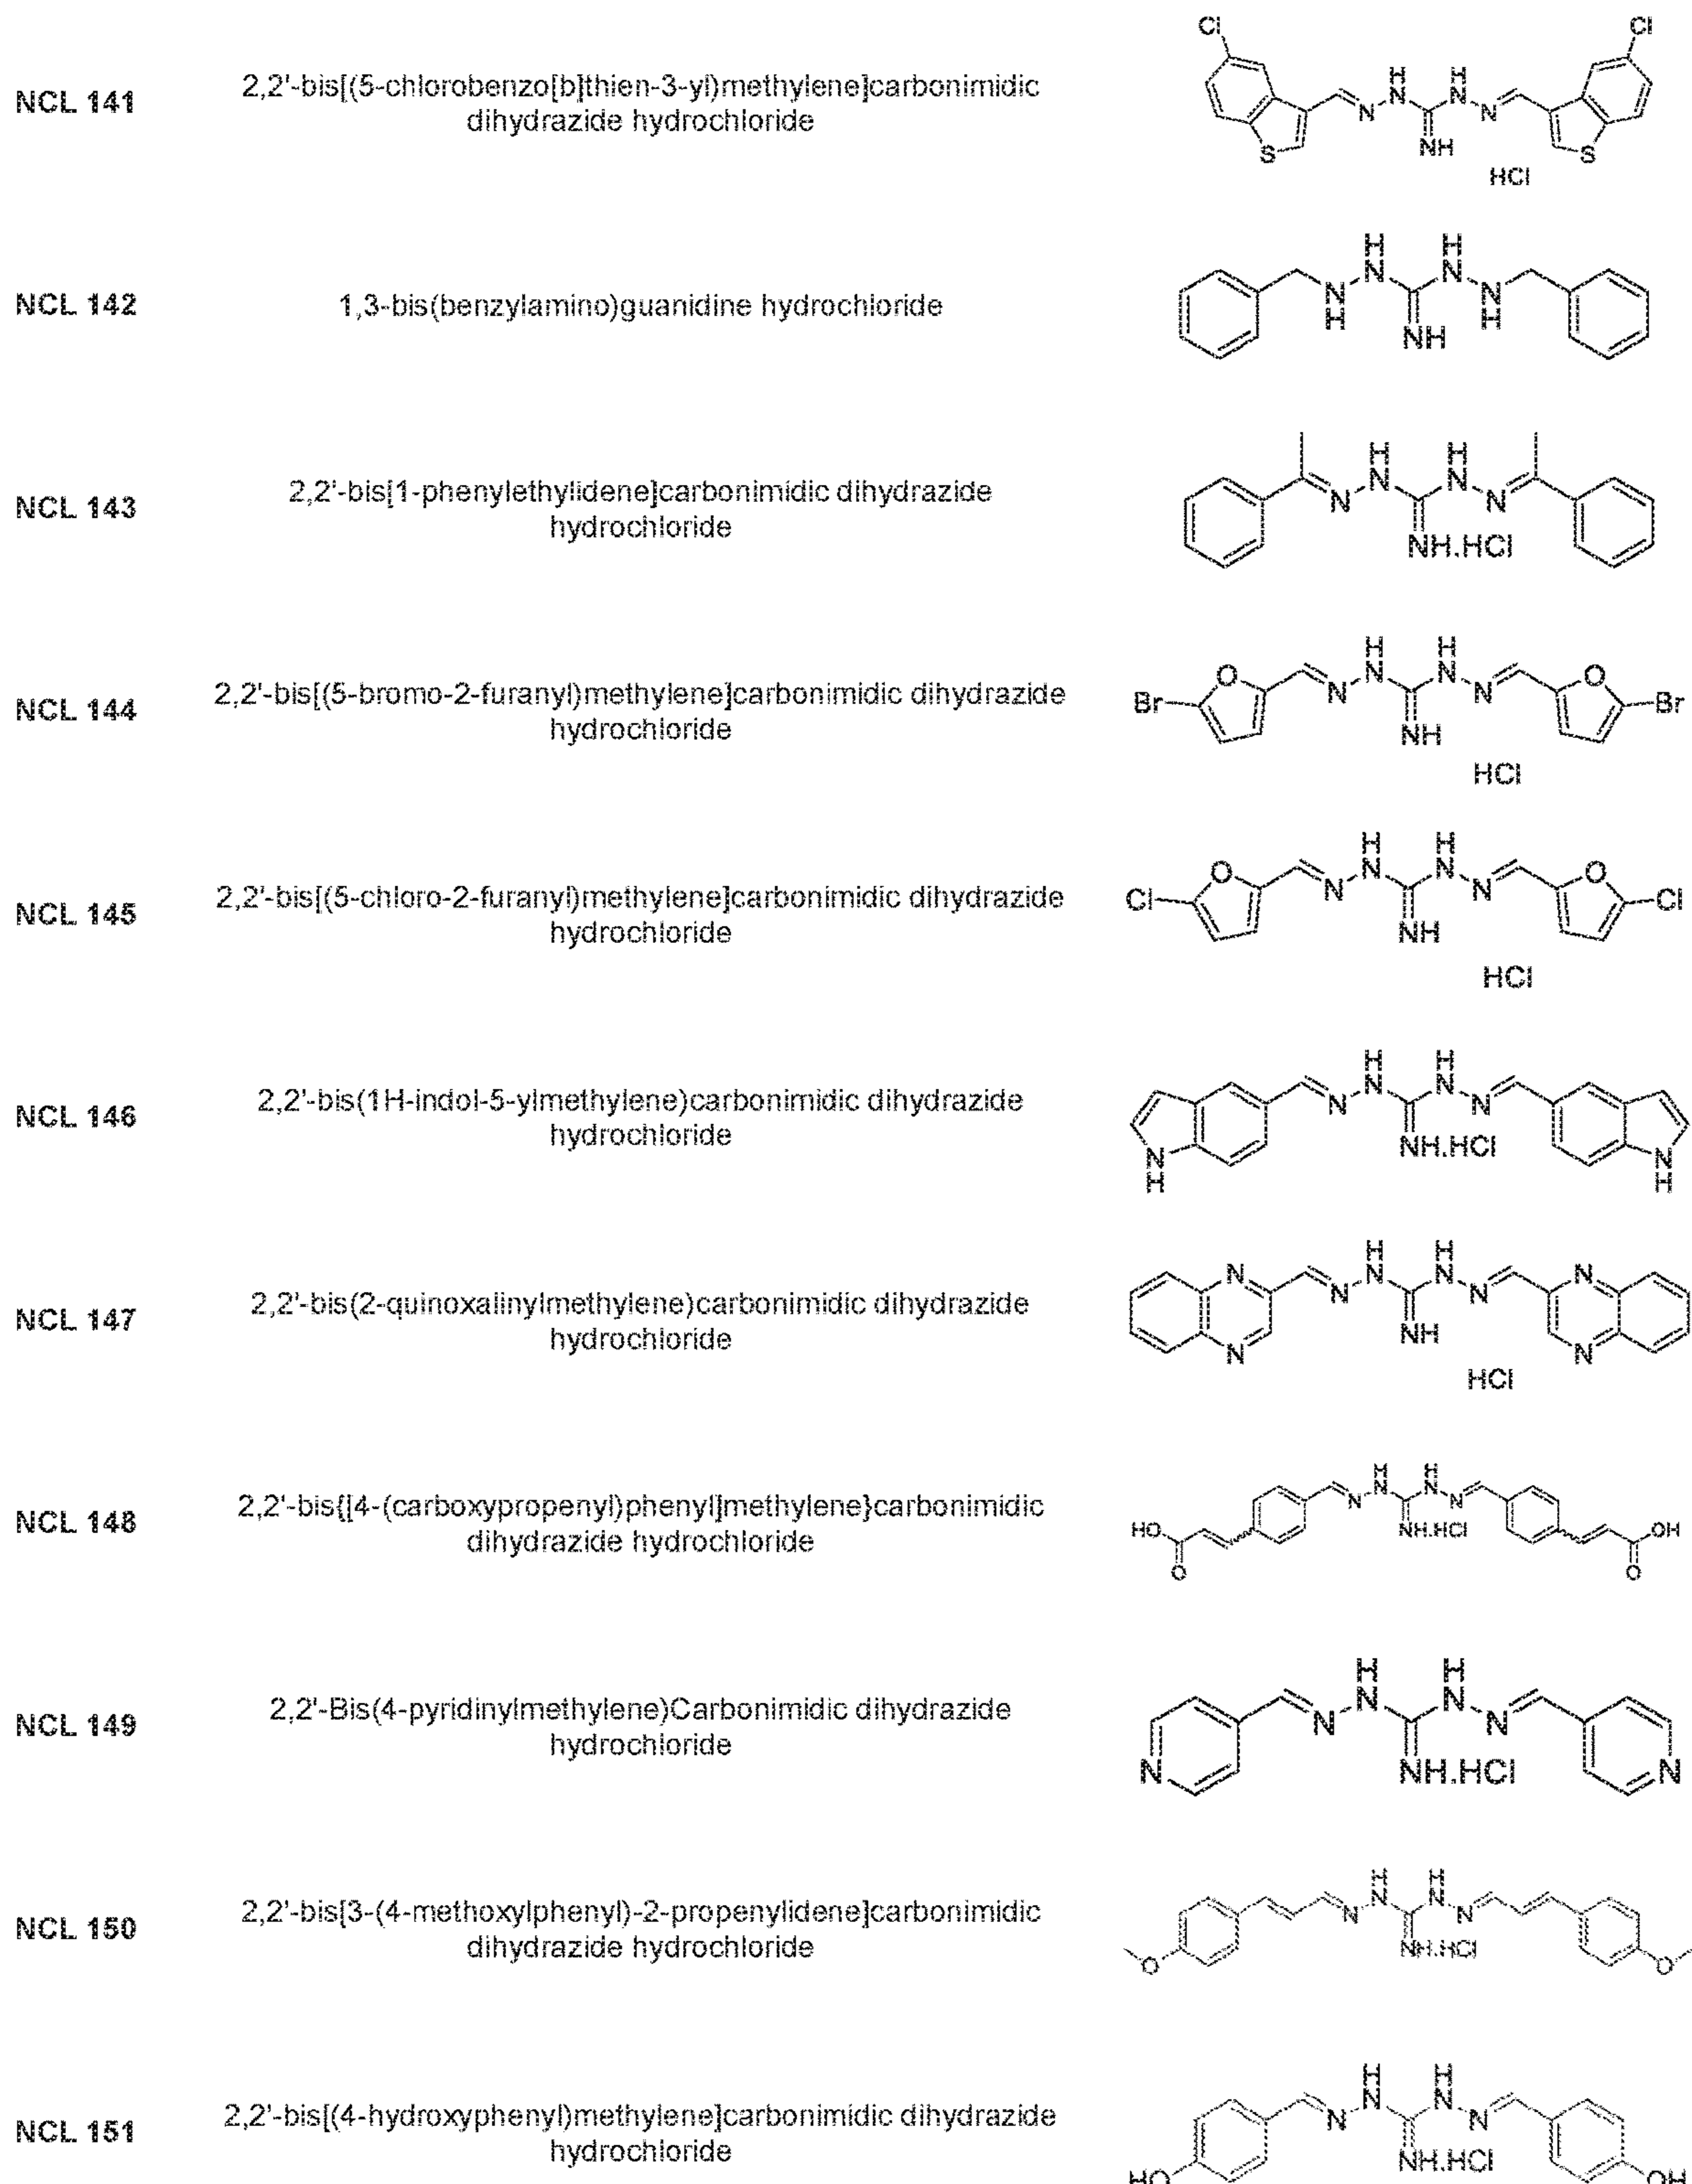 NCL 141
2,2'-bis[(5-chlorobenzo[b]thien-3-yl)methylene]carbonimidic
dihydrazide hydrochloride
Cl Cl
H H
N N N N
NH
S S
HCl
NCL 142
1,3-bis(benzylamino)guanidine hydrochloride
H H
N N
N N
H H
NH
NCL 143
2,2'-bis[1-phenylethylidene]carbonimidic dihydrazide
hydrochloride
H H
N N
N N
NH.HCl
NCL 144
2,2'-bis[(5-bromo-2-furanyl)methylene]carbonimidic dihydrazide
hydrochloride
H H
O N N O
Br N N Br
NH
HCl
NCL 145
2,2'-bis[(5-chloro-2-furanyl)methylene]carbonimidic dihydrazide
hydrochloride
H H
O N N O
Cl N N Cl
NH
HCl
NCL 146
2,2'-bis(1H-indol-5-ylmethylene)carbonimidic dihydrazide
hydrochloride
H H
N N
N N
NH.HCl
N N
H H
NCL 147
2,2'-bis(2-quinoxalinylmethylene)carbonimidic dihydrazide
hydrochloride
H H
N N N N
N N
NH
N N
HCl
NCL 148
2,2'-bis{[4-(carboxypropenyl)phenyl]methylene}carbonimidic
dihydrazide hydrochloride
H H
N N
N N
HO NH.HCl OH
O O
NCL 149
2,2'-Bis(4-pyridinylmethylene)Carbonimidic dihydrazide
hydrochloride
H H
N N
N N
N NH.HCl N
NCL 150
2,2'-bis[3-(4-methoxylphenyl)-2-propenylidene]carbonimidic
dihydrazide hydrochloride
H H
N N
N N
NH.HCl
O O
NCL 151
2,2'-bis[(4-hydroxyphenyl)methylene]carbonimidic dihydrazide
hydrochloride
H H
N N
N N
NH.HCl
HO OH